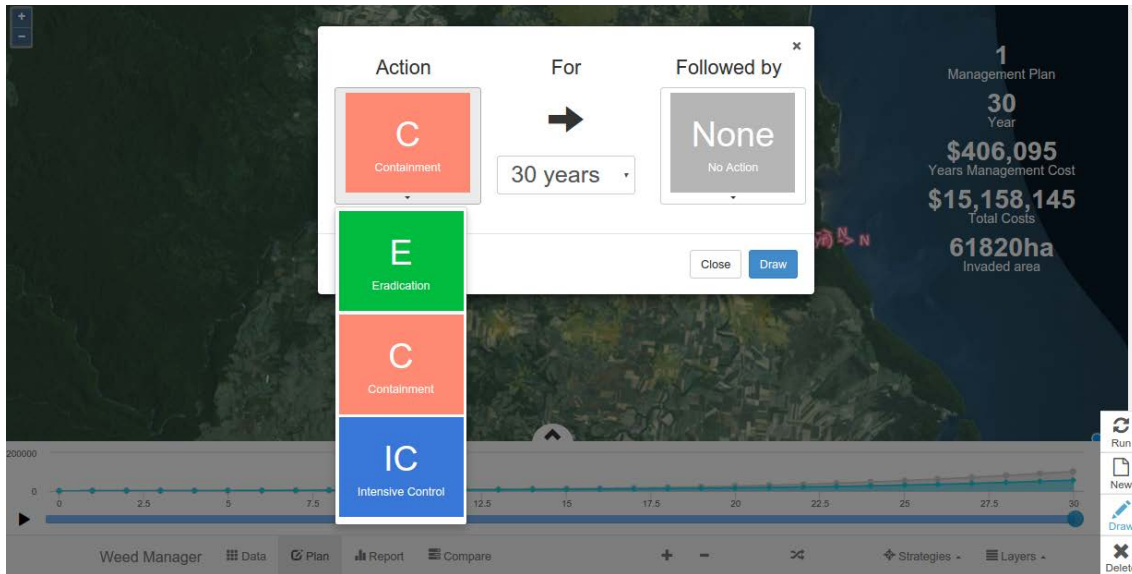 +
-
×
Action
For
Followed by
C
Containment
30 years
None
No Action
E
Eradication
C
Containment
IC
Intensive Control
Close
Draw
1
Management Plan
30
Year
$406,095
Years Management Cost
$15,158,145
Total Costs
61820ha
Invaded area
N
N
200000
0
0 2.5 5 7.5 12.5 15 17.5 20 22.5 25 27.5 30
Run
New
Draw
Delete
Weed Manager Data Plan Report Compare + - Strategies Layers